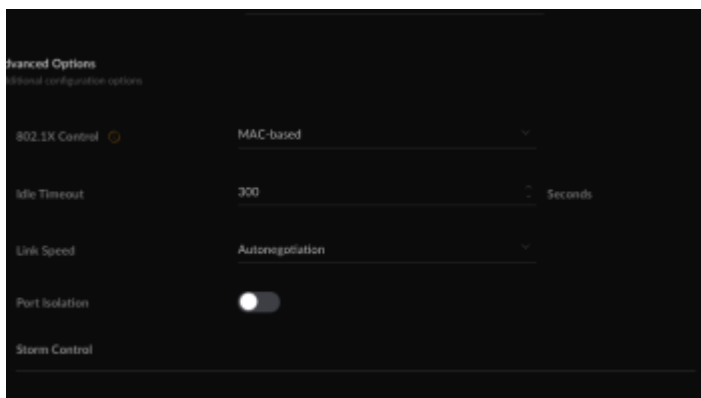 dvanced Options
dditional configuration options
802.1X Control
MAC-based
Idle Timeout
300
Seconds
Link Speed
Autonegotiation
Port Isolation
Storm Control